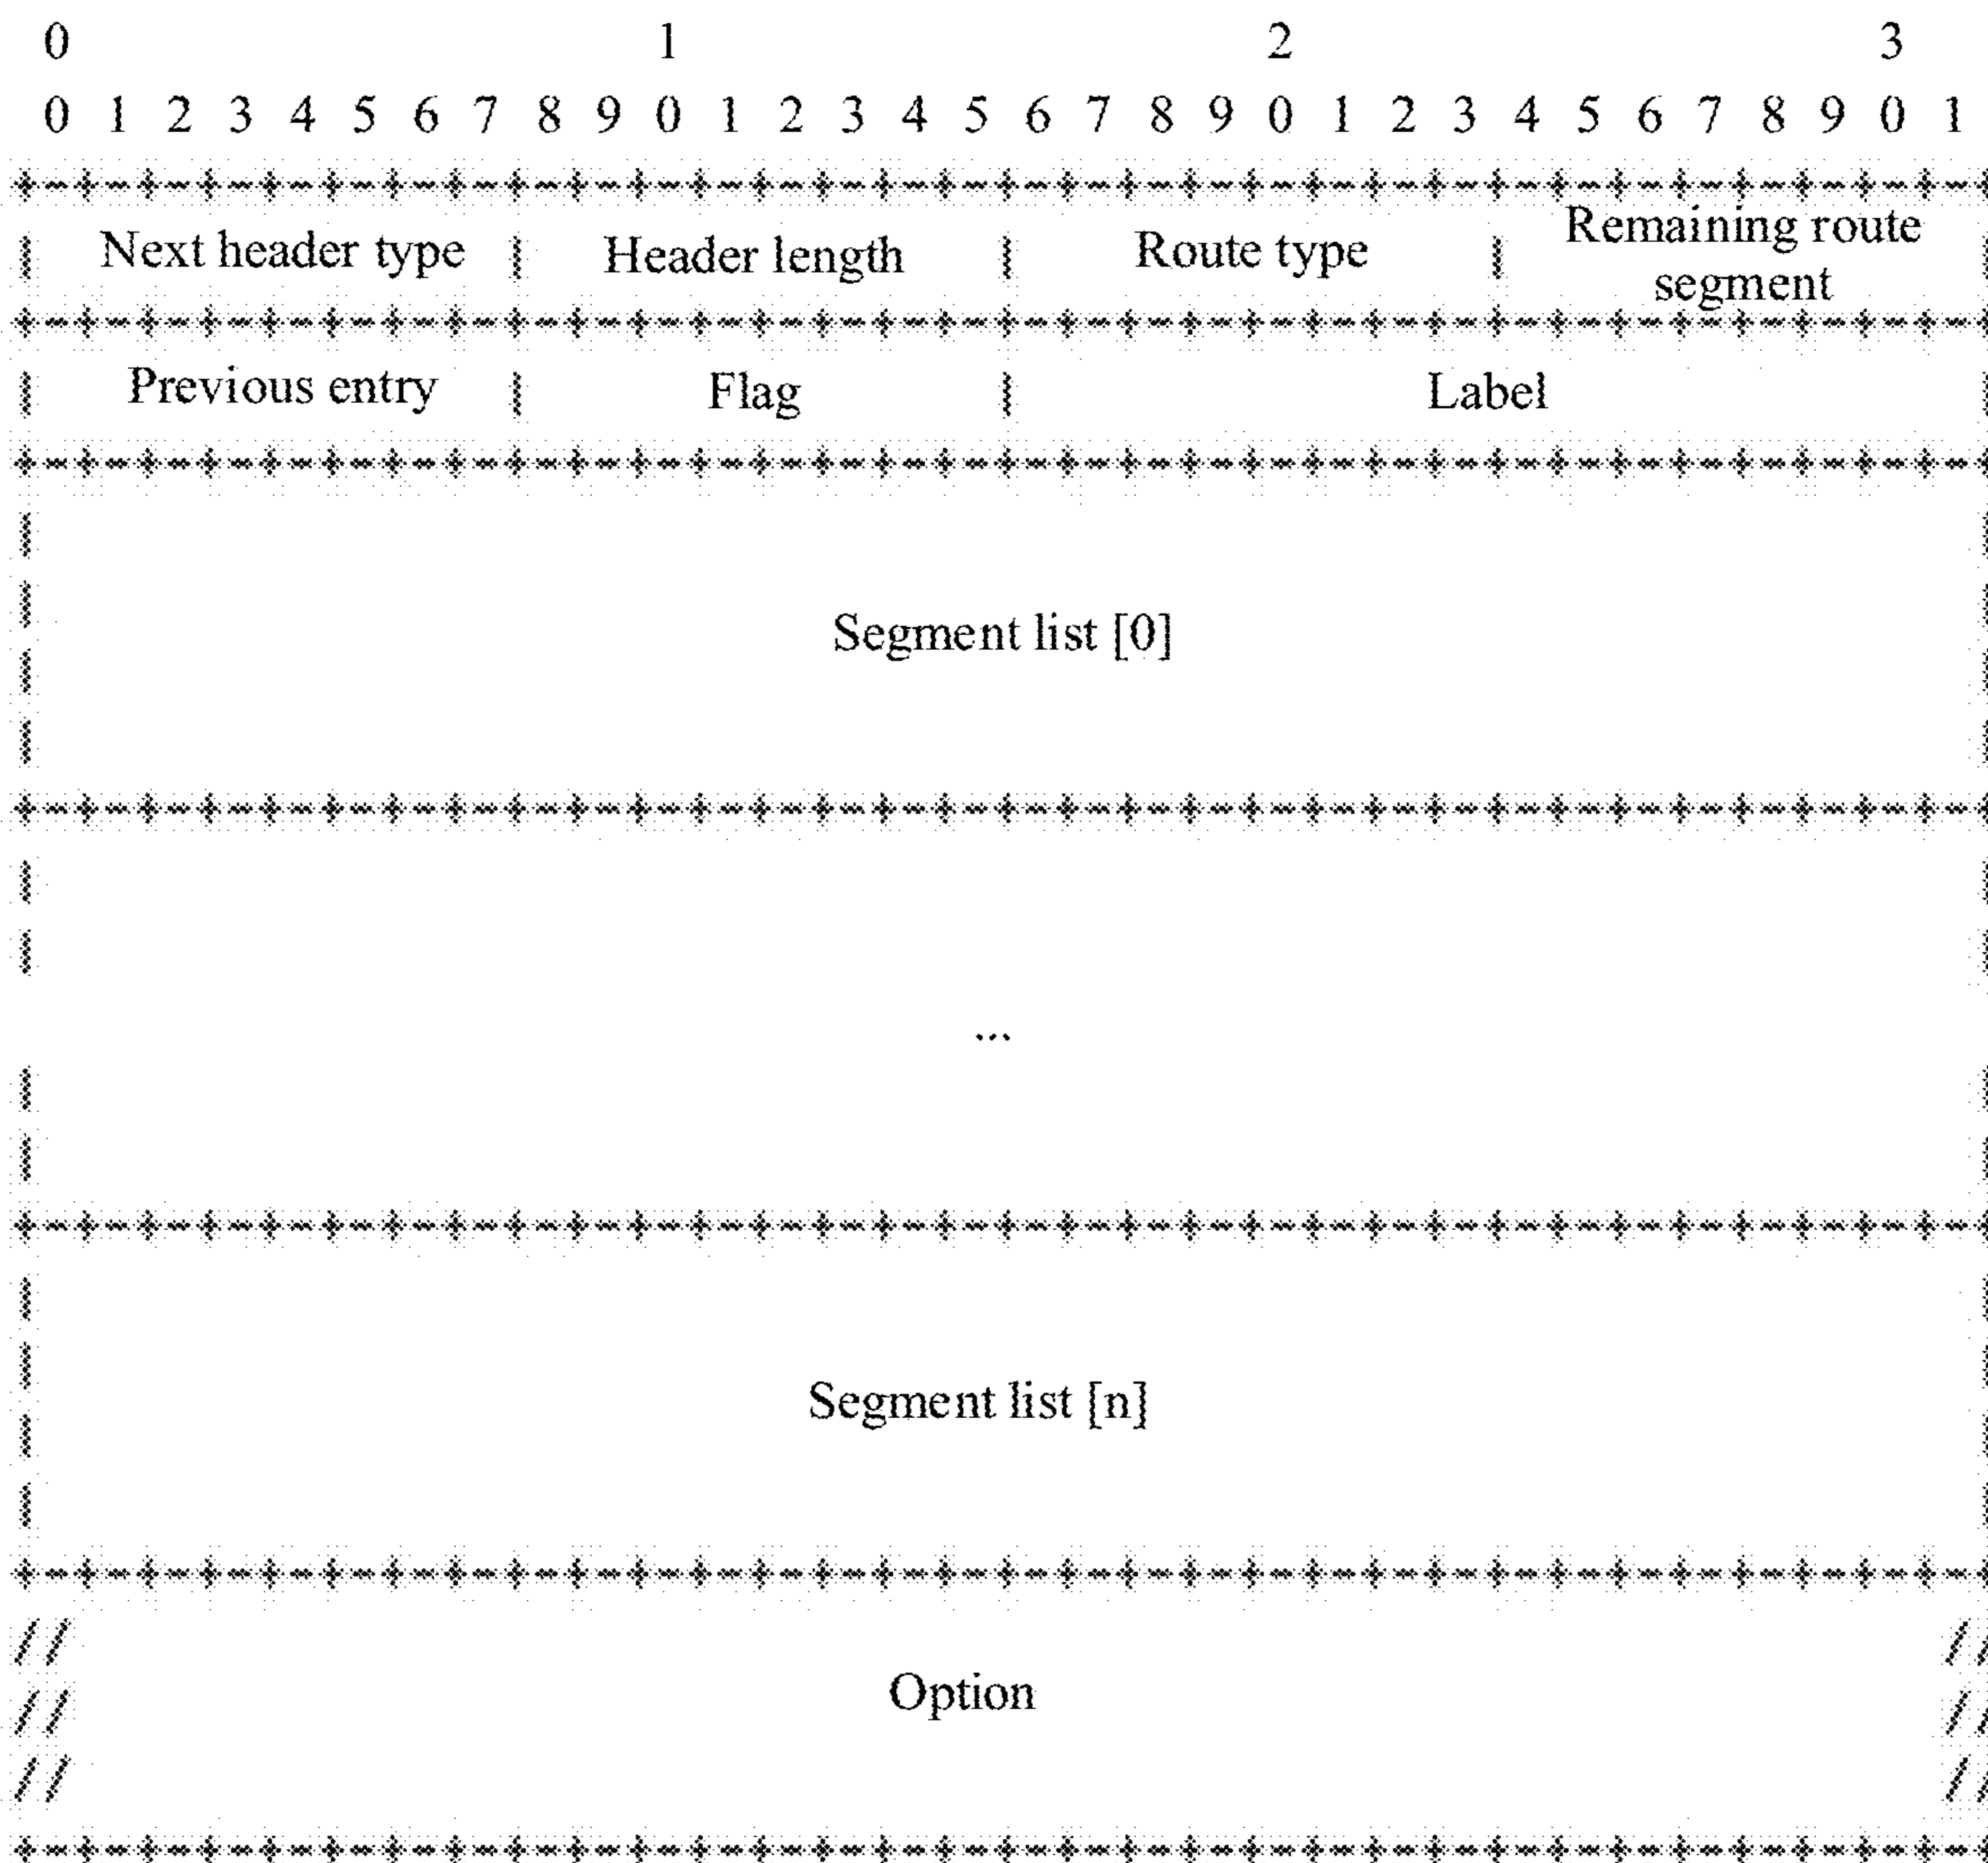 0 1 2 3
0 1 2 3 4 5 6 7 8 9 0 1 2 3 4 5 6 7 8 9 0 1 2 3 4 5 6 7 8 9 0 1
Next header type | Header length | Route type | Remaining route
segment
Previous entry | Flag | Label
Segment list [0]
...
Segment list [n]
// Option //